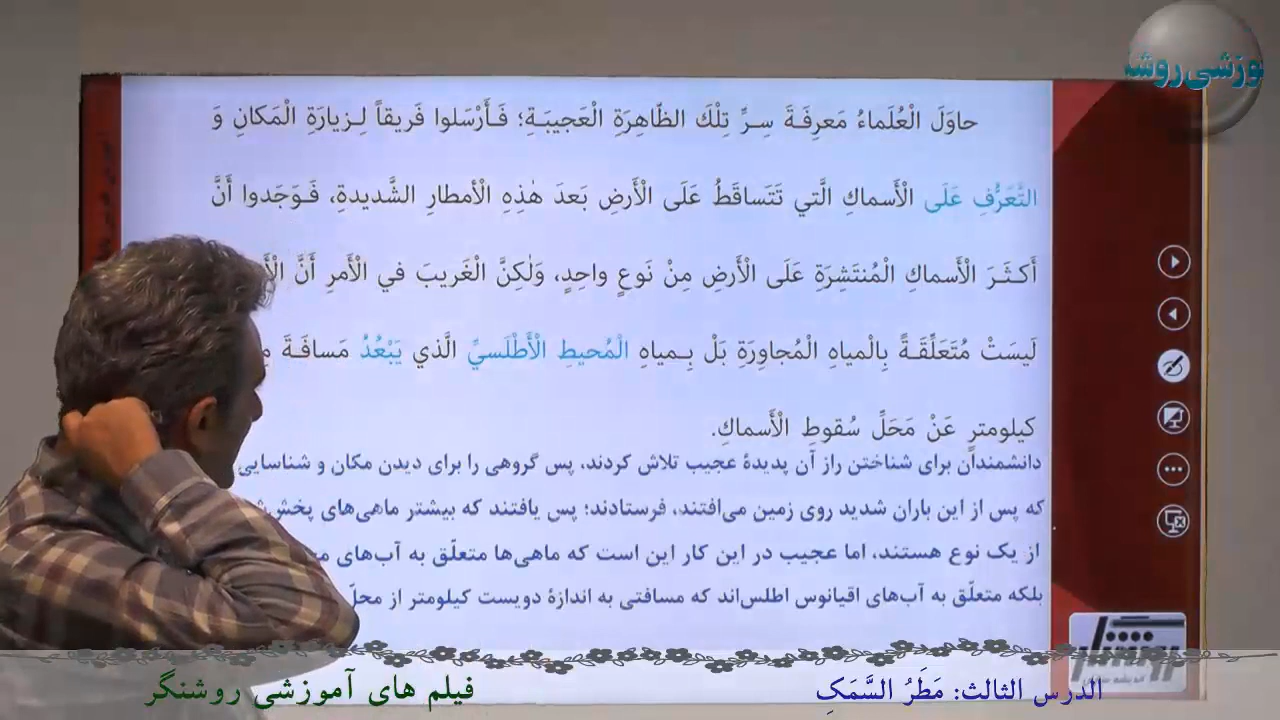 وزشی روشن
حاوَلَ الْعُلَماءُ مَعرِفَةَ سِرِّ تِلْكَ الظّاهِرَةِ الْعَجيبَةِ؛ فَأَرْسَلوا فَريقاً لِزيارَةِ الْمَكانِ وَ
التَّعَرُّفِ عَلَى الْأَسماكِ الَّتي تَتَساقَطُ عَلَى الْأَرضِ بَعدَ هٰذِهِ الْأمطارِ الشَّديدةِ، فَوَجَدوا أَنَّ
أَكثَرَ الْأَسماكِ الْمُنتَشِرَةِ عَلَى الْأَرضِ مِنْ نَوعٍ واحِدٍ، وَلٰكِنَّ الْغَريبَ في الْأَمرِ أَنَّ
لَيسَتْ مُتَعَلِّقَةً بِالْمياهِ الْمُجاوِرَةِ بَلْ بِمياهِ الْمُحيطِ الْأَطْلَسيِّ الَّذي يَبْعُدُ مَسافَةَ
كيلومترٍ عَنْ مَحَلِّ سُقوطِ الْأَسماكِ.
دانشمندان برای شناختن راز آن پدیدهٔ عجیب تلاش کردند، پس گروهی را برای دیدن مکان و شناسایی
که پس از این باران شدید روی زمین می‌افتند، فرستادند؛ پس یافتند که بیشتر ماهی‌های
از یک نوع هستند، اما عجیب در این کار این است که ماهی‌ها متعلّق به آب‌های
بلکه متعلّق به آب‌های اقیانوس اطلس‌اند که مسافتی به اندازهٔ دویست کیلومتر از محلّ
الدرس الثالث: مَطَرُ السَّمَكِ
فیلم های آموزشی روشنگر